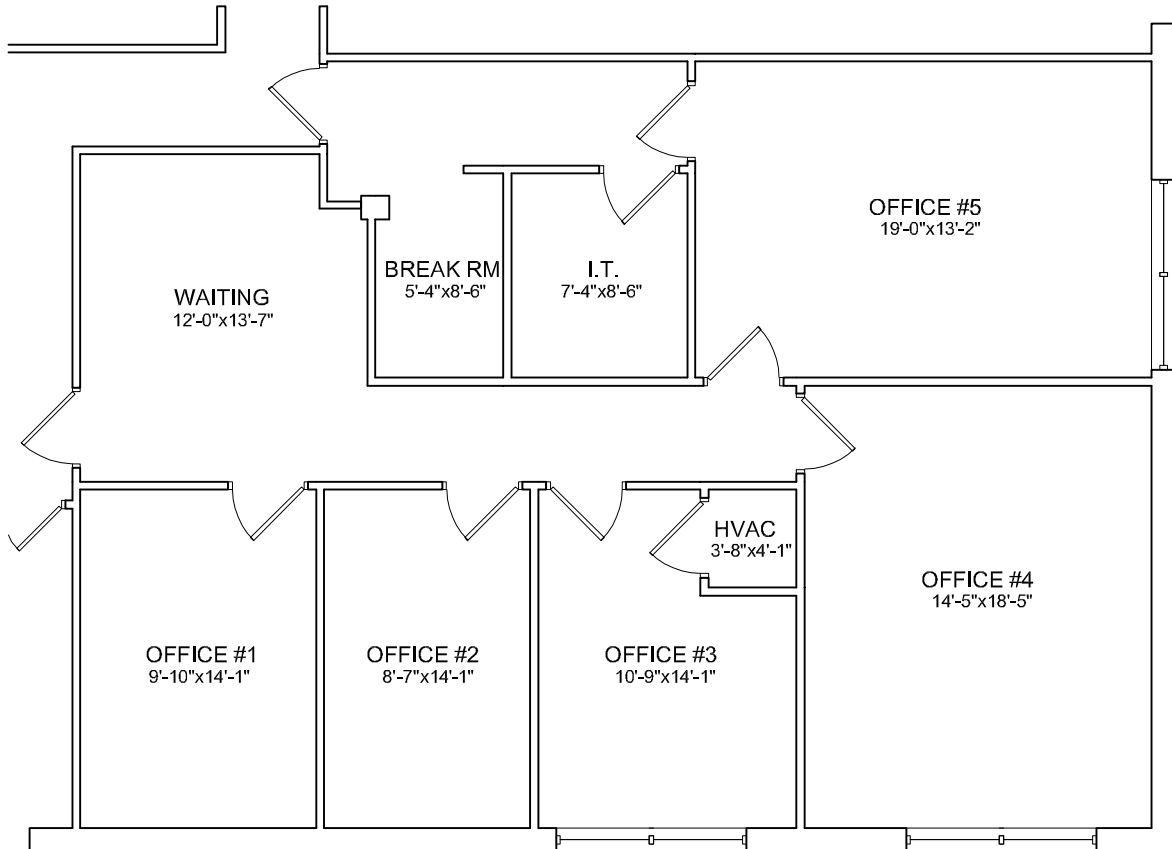 OFFICE #5
19'-0"x13'-2"
BREAK RM
5'-4"x8'-6"
I.T.
7'-4"x8'-6"
WAITING
12'-0"x13'-7"
HVAC
3'-8"x4'-1"
OFFICE #4
14'-5"x18'-5"
OFFICE #1
9'-10"x14'-1"
OFFICE #2
8'-7"x14'-1"
OFFICE #3
10'-9"x14'-1"